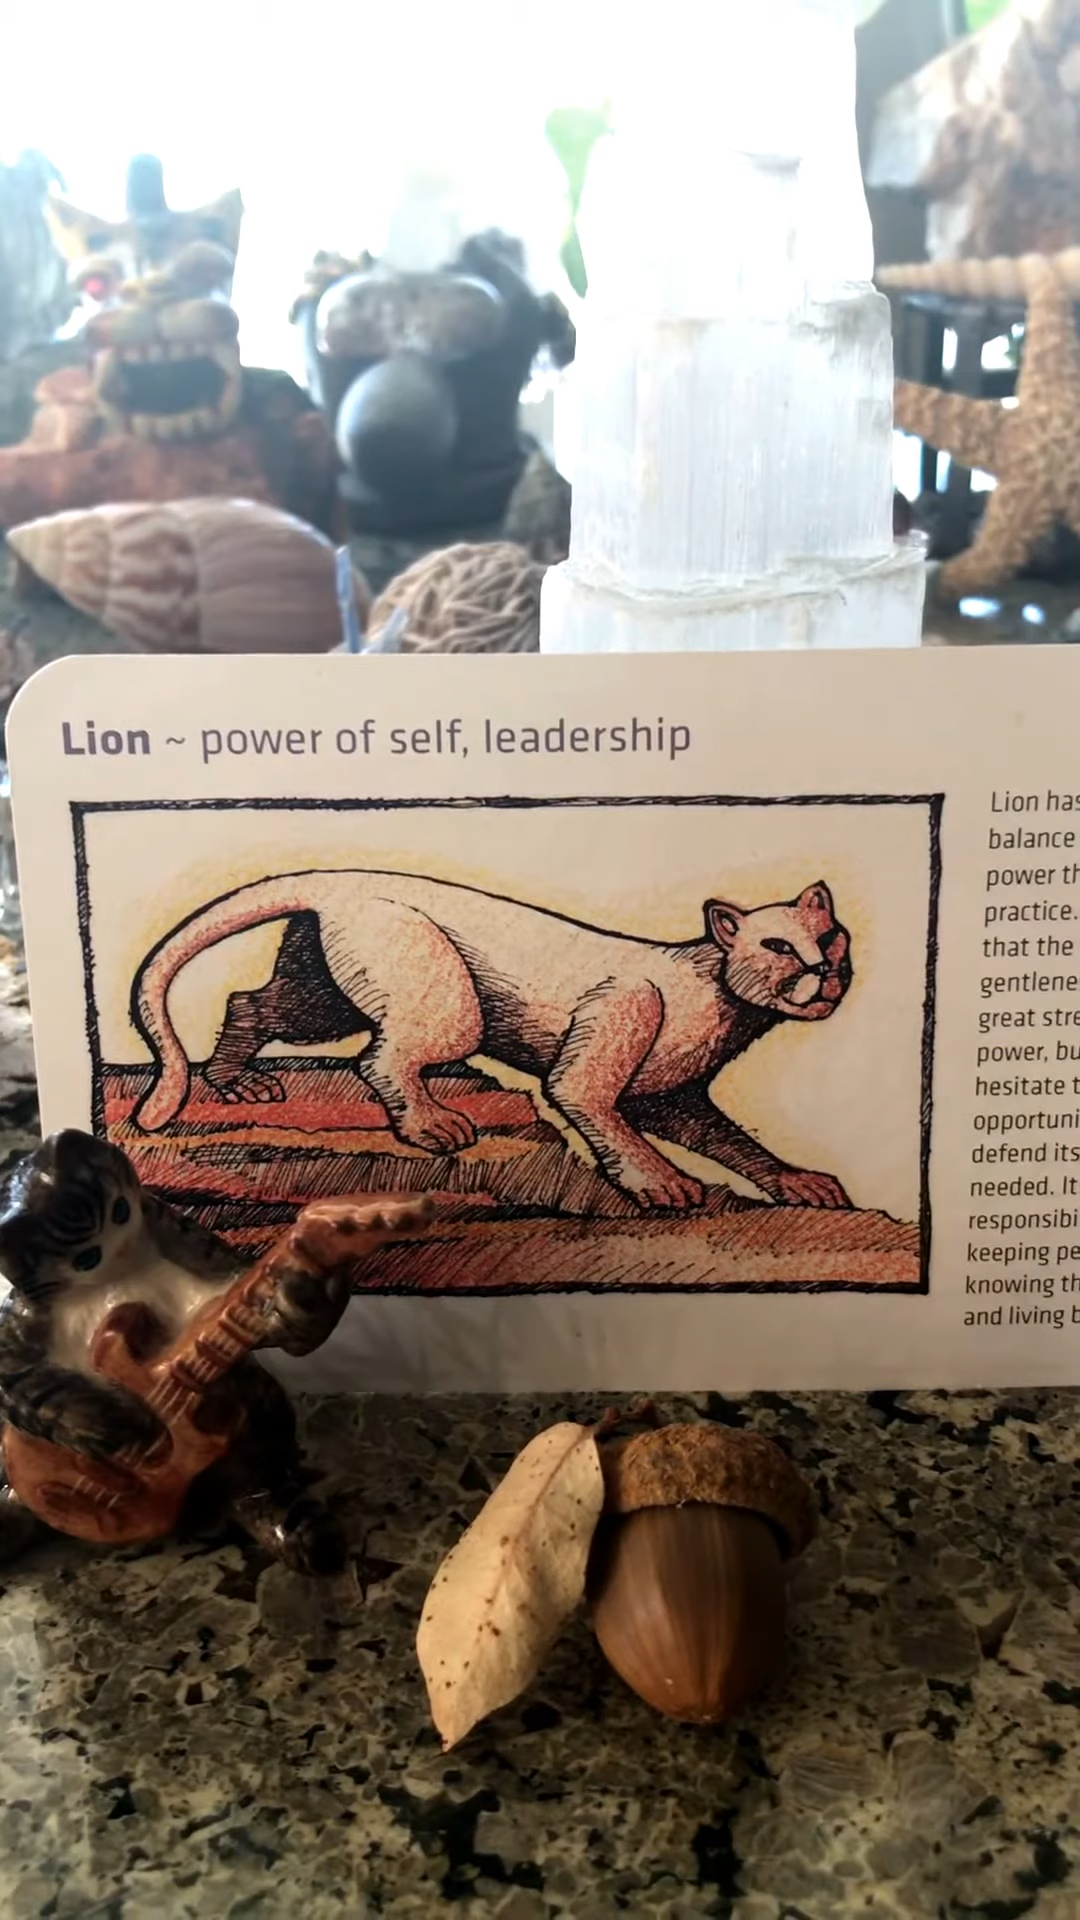 Lion ~ power of self, leadership
Lion has
balance
power th
practice.
that the
gentlene
great stre
power, bu
hesitate t
opportuni
defend its
needed. It
responsibi
keeping pe
knowing th
and living b